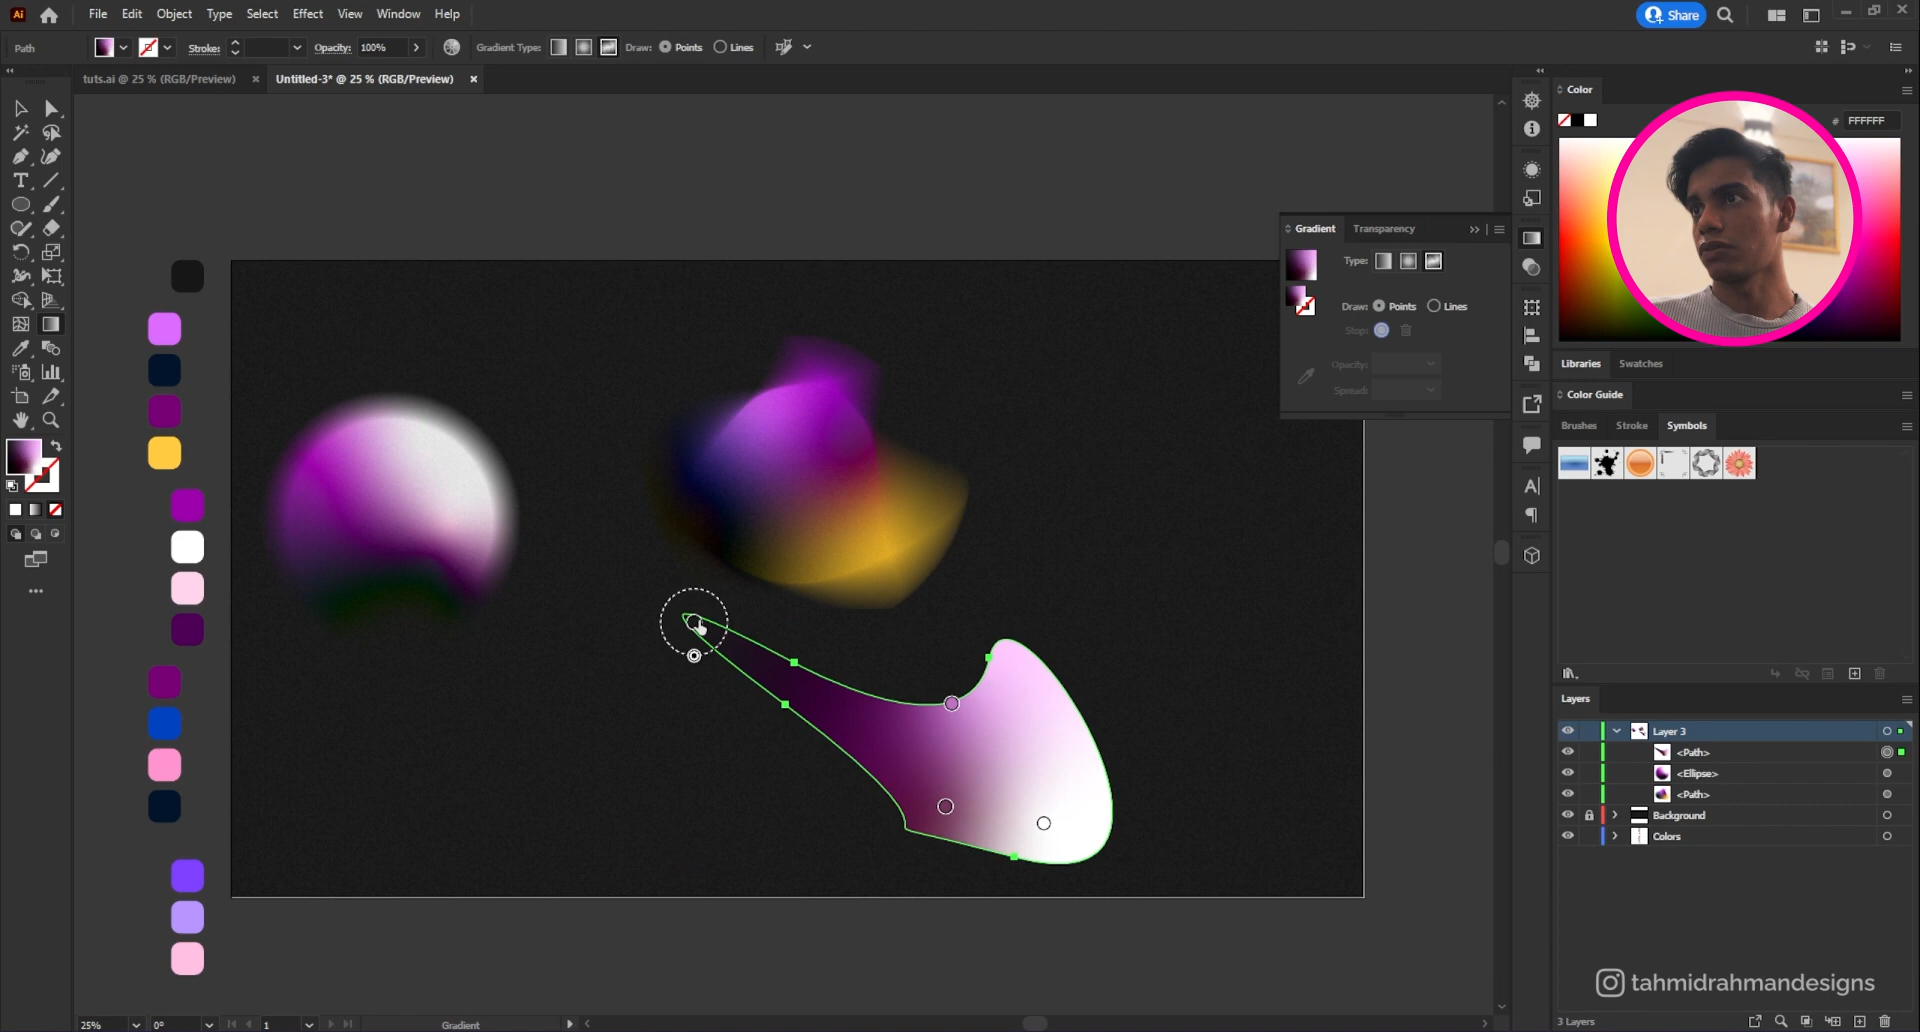 Ai File Edit Object Type Select Effect View Window Help
Share
Path
Stroke:
Opacity: 100%
Gradient Type:
Draw: Points Lines
tuts.ai @ 25 % (RGB/Preview) ×
Untitled-3* @ 25 % (RGB/Preview) ×
Color
# FFFFFF
Gradient Transparency
Type:
Draw: Points Lines
Stop:
Opacity:
Spread:
Libraries Swatches
Color Guide
Brushes Stroke Symbols
Layers
Layer 3
<Path>
<Ellipse>
<Path>
Background
Colors
tahmidrahmandesigns
3 Layers
25% 0° 1 Gradient